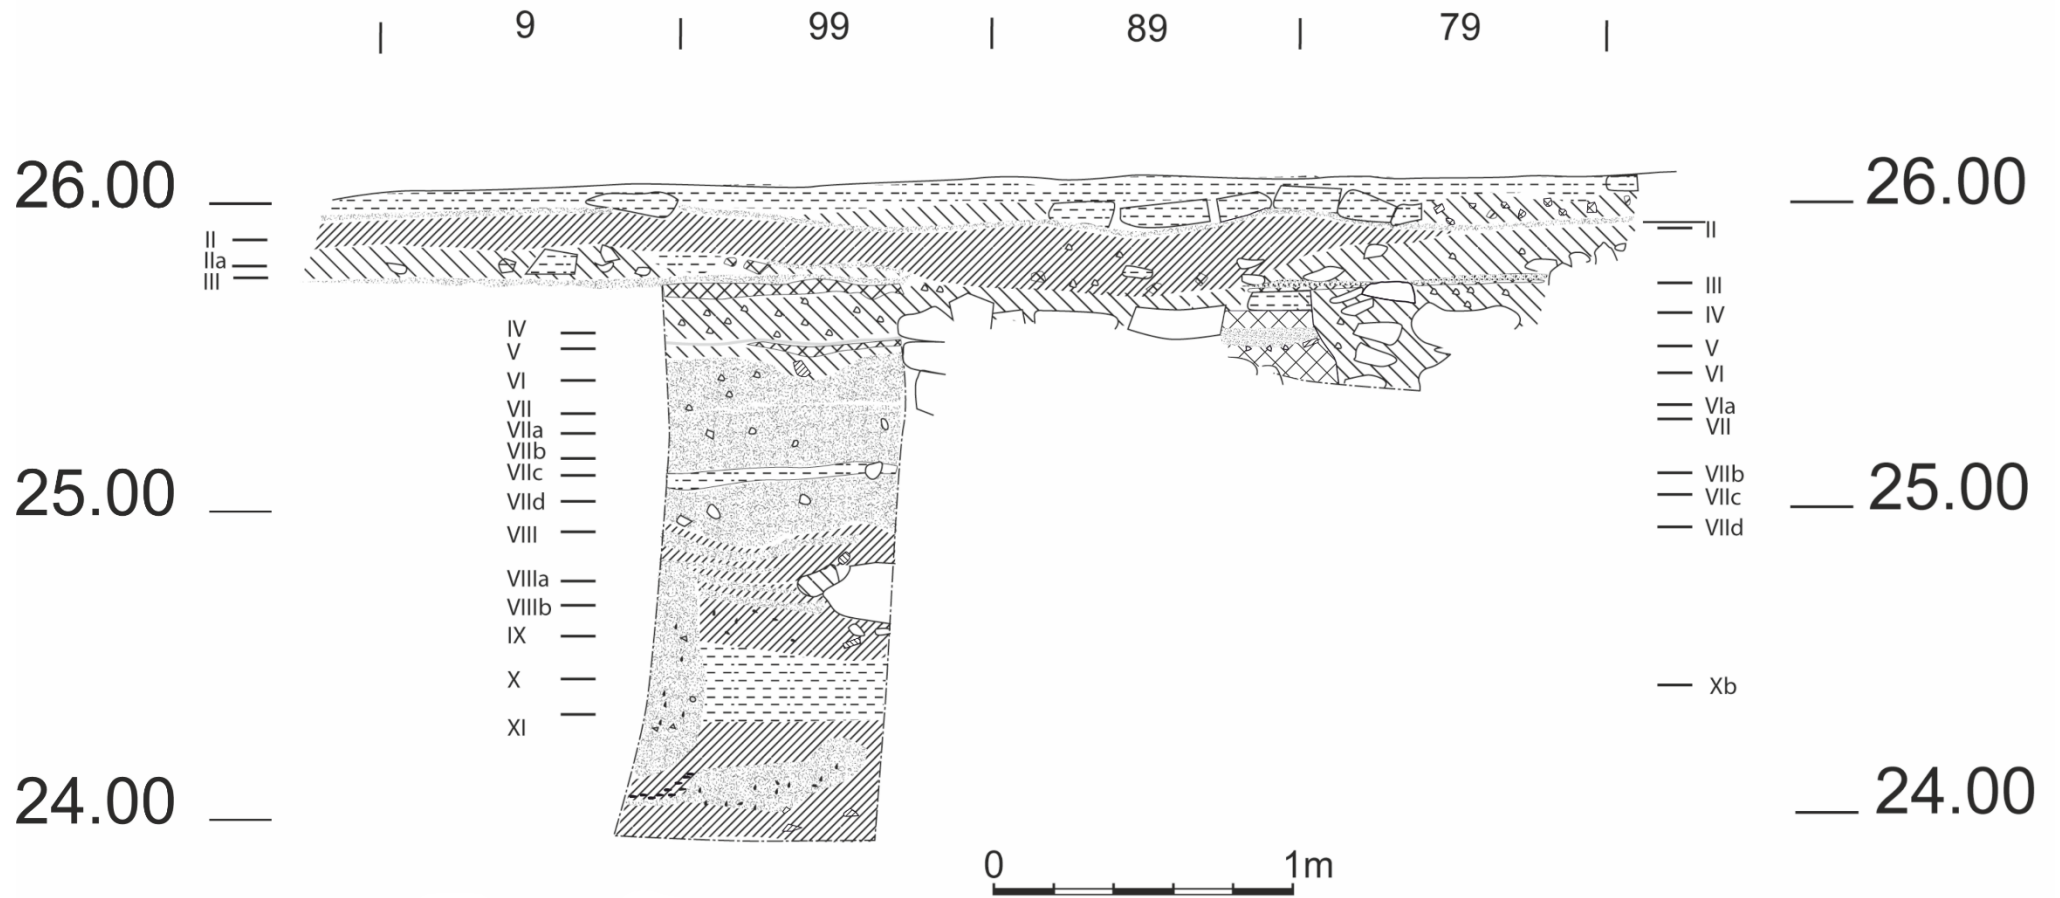 9 99 89 79
26.00 26.00
II II
IIa
III III
IV IV
V V
VI VI
VII VIa
VIIa VII
VIIb
VIIc VIIb
25.00 25.00
VIId VIIc
VIII VIId
VIIIa
VIIIb
IX
X Xb
XI
24.00 24.00
0 1m